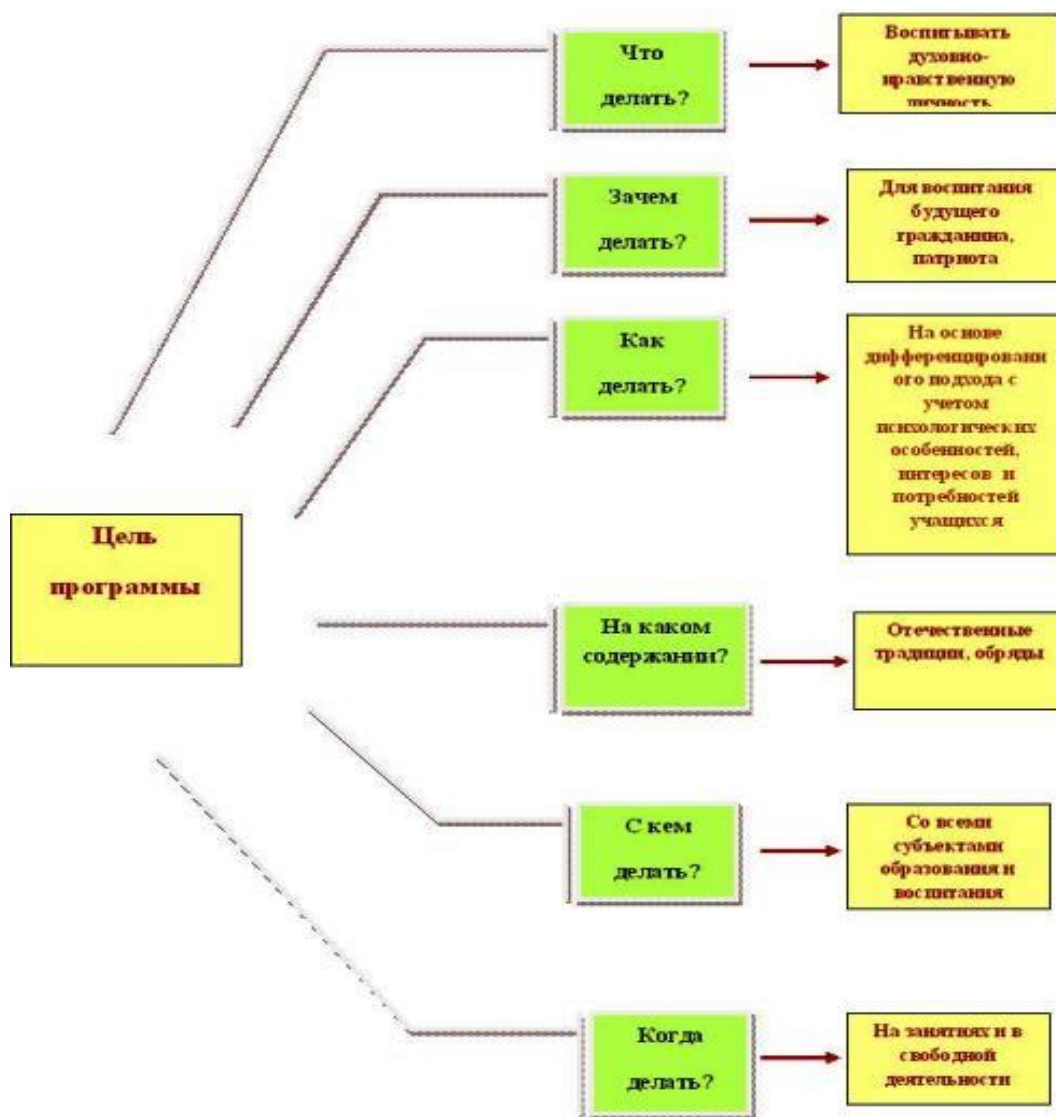 Что
делать?
Воспитывать
духовно-
нравственную
личность
Зачем
делать?
Для воспитания
будущего
гражданина,
патриота
Как
делать?
На основе
дифференцированн
ого подхода с
учетом
психологических
особенностей,
интересов и
потребностей
учащихся
Цель
программы
На каком
содержании?
Отечественные
традиции, обряды
С кем
делать?
Со всеми
субъектами
образования и
воспитания
Когда
делать?
На занятиях и в
свободной
деятельности